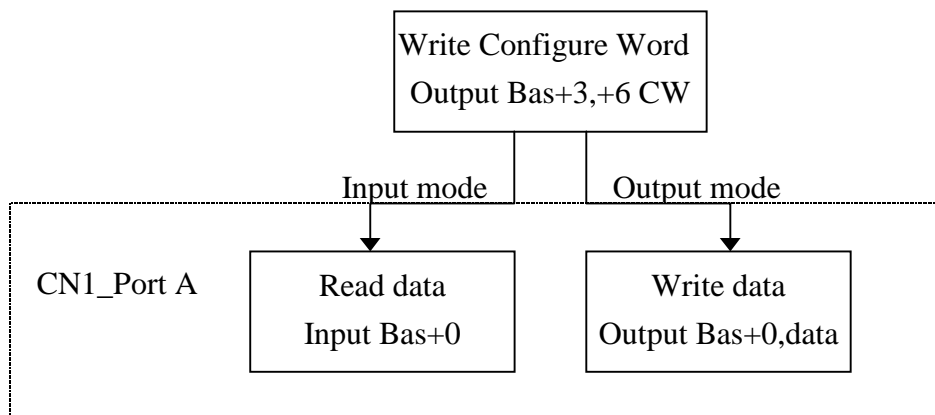 Write Configure Word
Output Bas+3,+6 CW
Input mode
Output mode
CN1_Port A
Read data
Input Bas+0
Write data
Output Bas+0,data